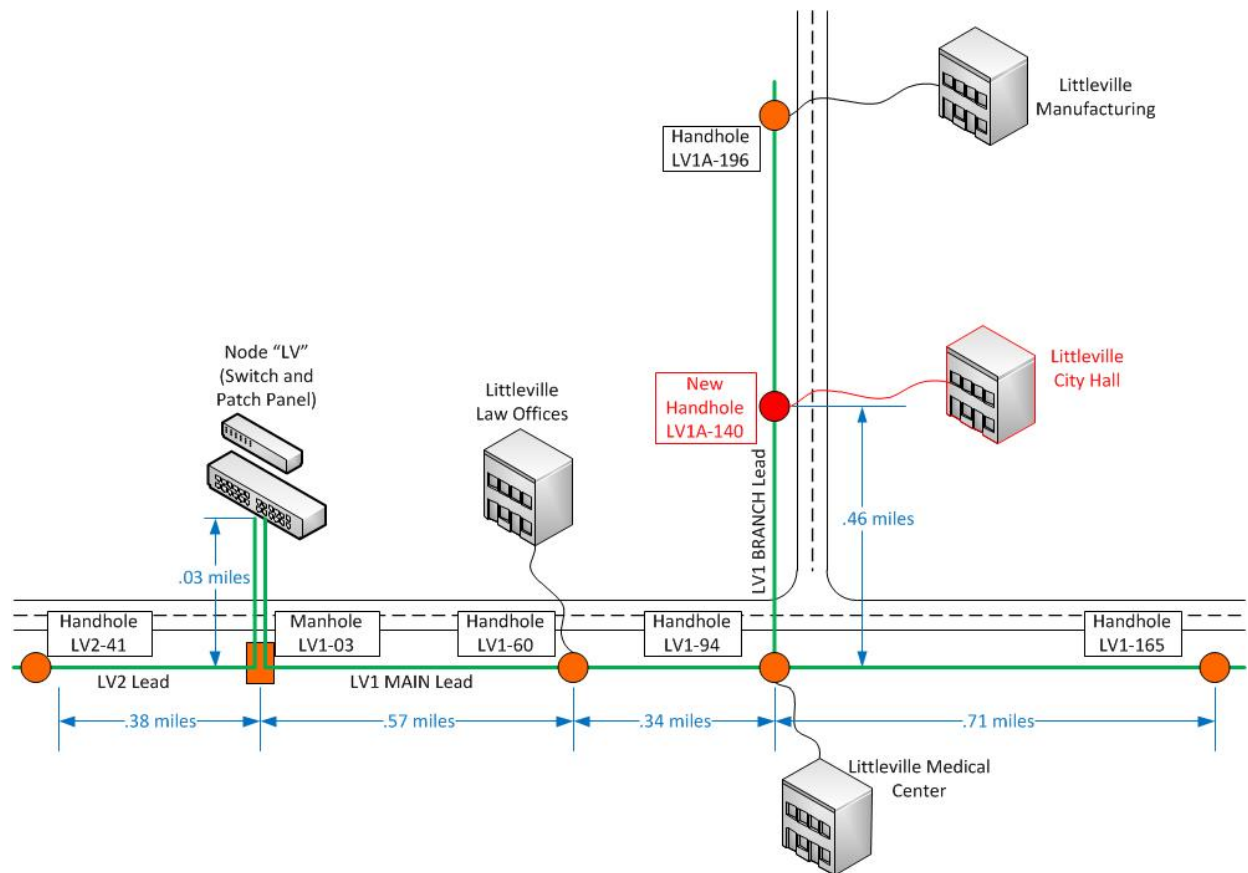 Littleville
Manufacturing
Handhole
LV1A-196
Node “LV”
(Switch and
Patch Panel)
Littleville
Law Offices
New
Handhole
LV1A-140
Littleville
City Hall
LV1 BRANCH Lead
.46 miles
.03 miles
Handhole
LV2-41
Manhole
LV1-03
Handhole
LV1-60
Handhole
LV1-94
Handhole
LV1-165
LV2 Lead
LV1 MAIN Lead
.38 miles
.57 miles
.34 miles
.71 miles
Littleville Medical
Center